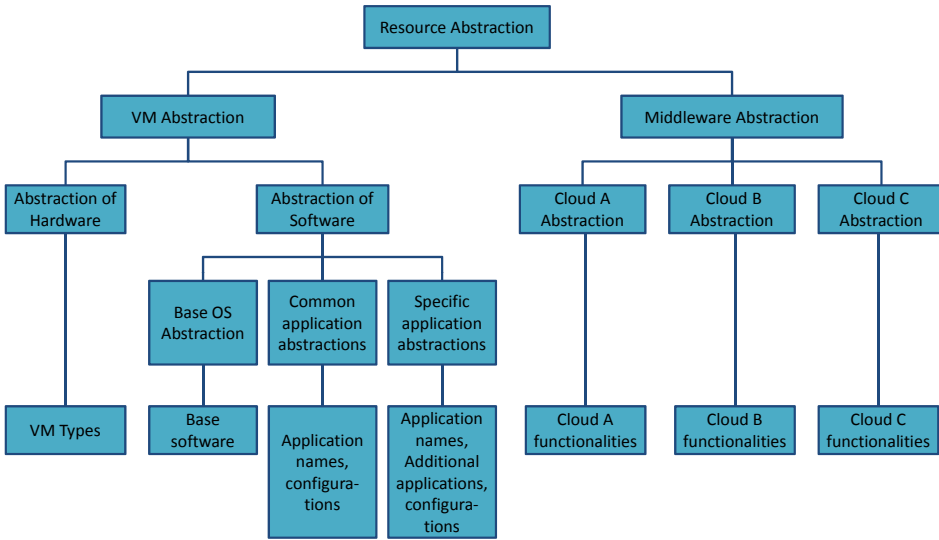 Resource Abstraction
VM Abstraction
Middleware Abstraction
Abstraction of
Hardware
Abstraction of
Software
Cloud A
Abstraction
Cloud B
Abstraction
Cloud C
Abstraction
Base OS
Abstraction
Common
application
abstractions
Specific
application
abstractions
VM Types
Base
software
Application
names,
configura-
tions
Application
names,
Additional
applications,
configura-
tions
Cloud A
functionalities
Cloud B
functionalities
Cloud C
functionalities